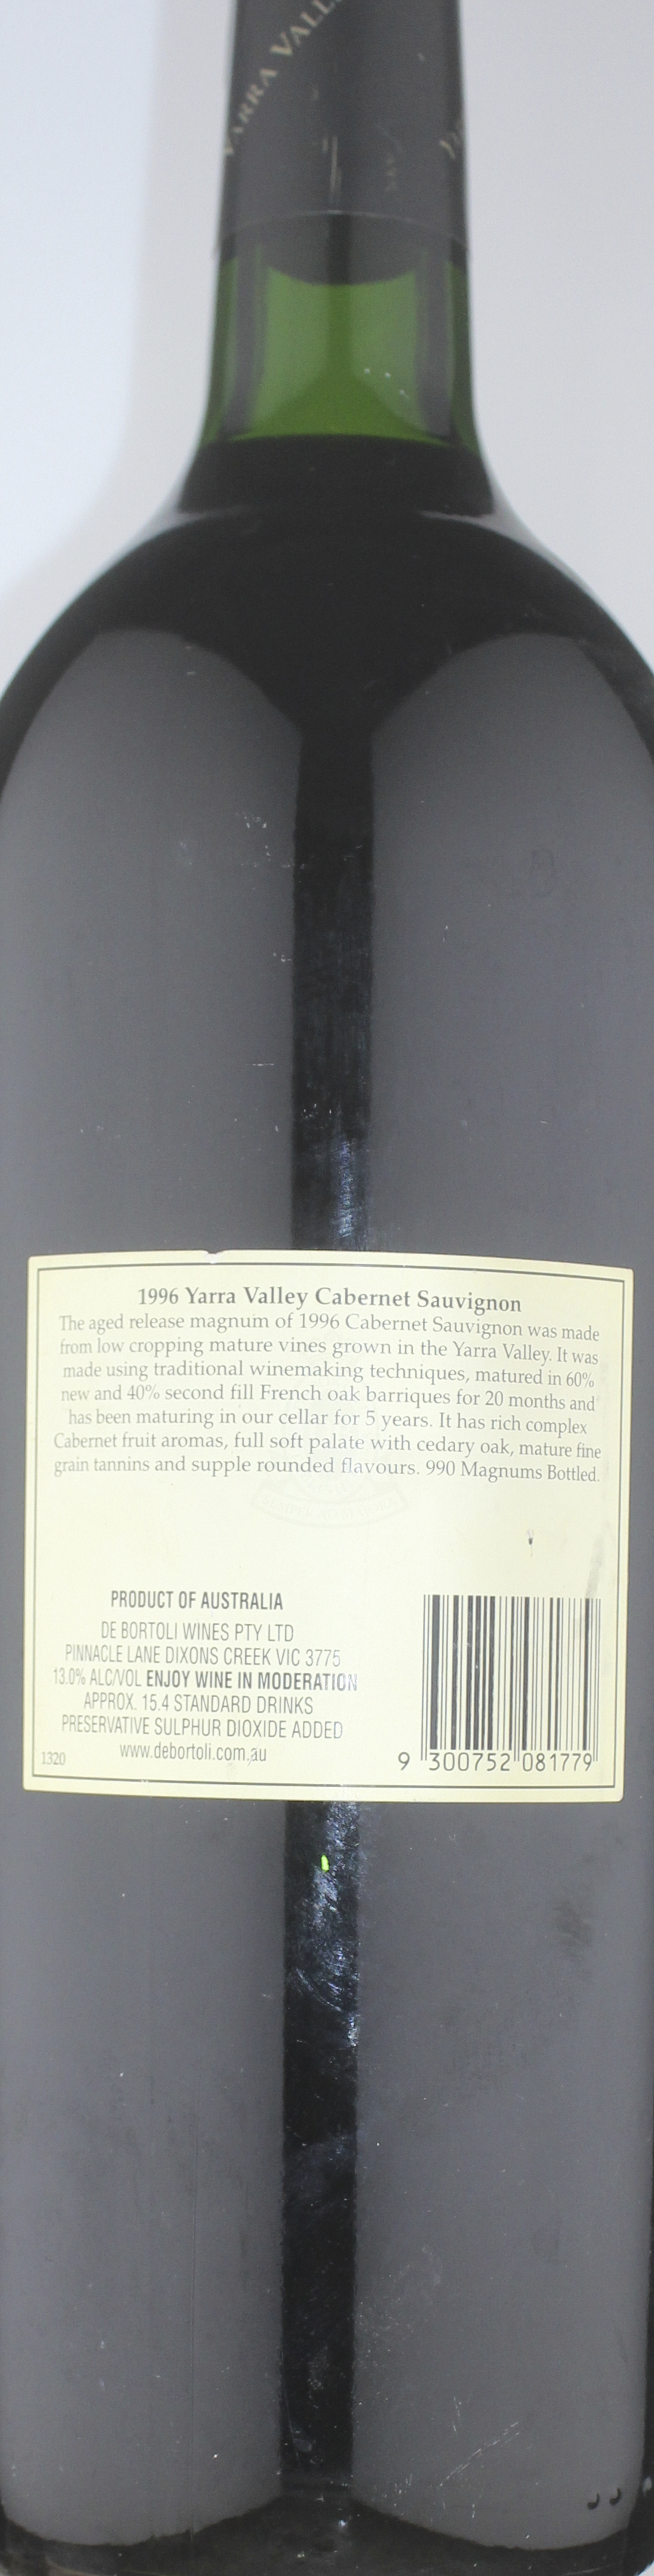 YARRA VALL
1996 Yarra Valley Cabernet Sauvignon
The aged release magnum of 1996 Cabernet Sauvignon was made
from low cropping mature vines grown in the Yarra Valley. It was
made using traditional winemaking techniques, matured in 60%
new and 40% second fill French oak barriques for 20 months and
has been maturing in our cellar for 5 years. It has rich complex
Cabernet fruit aromas, full soft palate with cedary oak, mature fine
grain tannins and supple rounded flavours. 990 Magnums Bottled.
PRODUCT OF AUSTRALIA
DE BORTOLI WINES PTY LTD
PINNACLE LANE DIXONS CREEK VIC 3775
13.0% ALC/VOL ENJOY WINE IN MODERATION
APPROX. 15.4 STANDARD DRINKS
PRESERVATIVE SULPHUR DIOXIDE ADDED
www.debortoli.com.au
1320
9 300752 081779